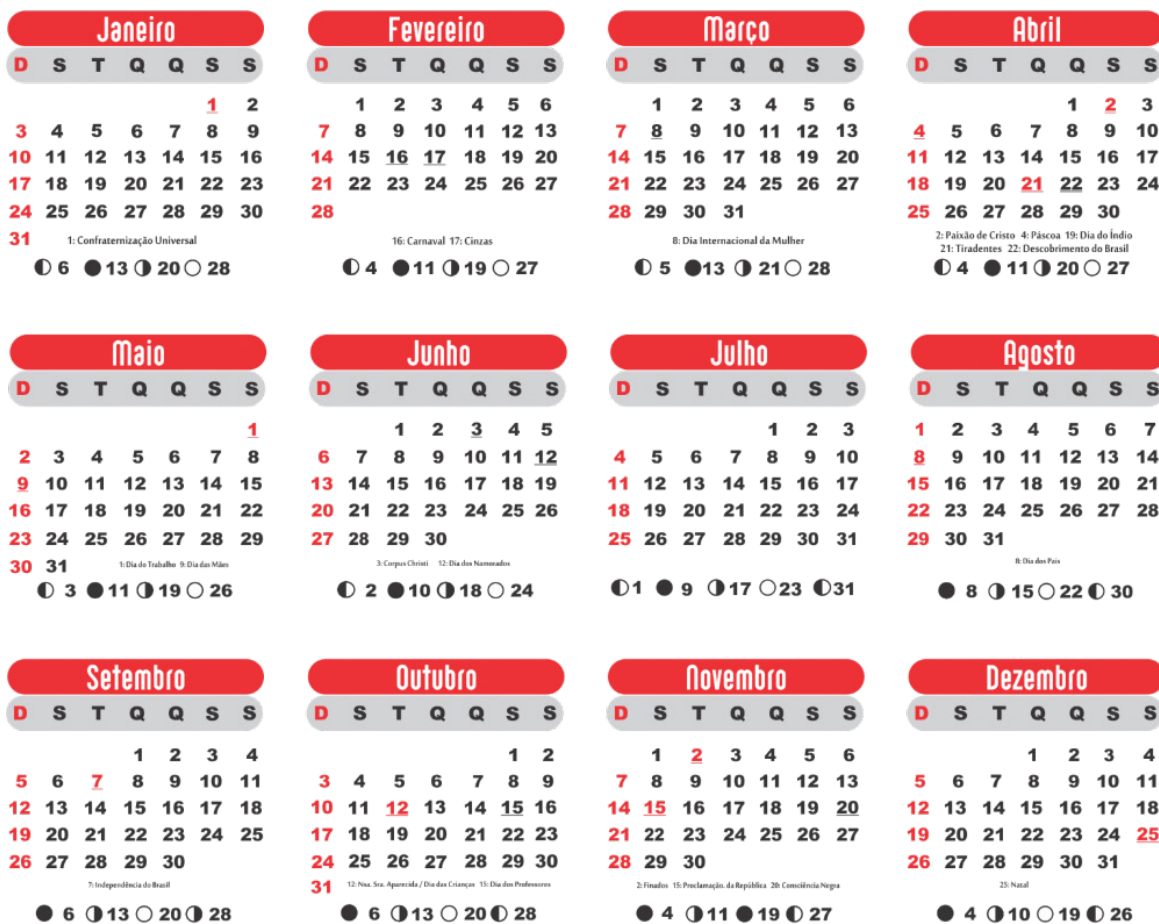 Janeiro
D S T Q Q S S
1 2
3 4 5 6 7 8 9
10 11 12 13 14 15 16
17 18 19 20 21 22 23
24 25 26 27 28 29 30
31 1: Confraternização Universal
6 13 20 28
Fevereiro
D S T Q Q S S
1 2 3 4 5 6
7 8 9 10 11 12 13
14 15 16 17 18 19 20
21 22 23 24 25 26 27
28
16: Carnaval 17: Cinzas
4 11 19 27
Março
D S T Q Q S S
1 2 3 4 5 6
7 8 9 10 11 12 13
14 15 16 17 18 19 20
21 22 23 24 25 26 27
28 29 30 31
8: Dia Internacional da Mulher
5 13 21 28
Abril
D S T Q Q S S
1 2 3
4 5 6 7 8 9 10
11 12 13 14 15 16 17
18 19 20 21 22 23 24
25 26 27 28 29 30
2: Paixão de Cristo 4: Páscoa 19: Dia do Índio
21: Tiradentes 22: Descobrimento do Brasil
4 11 20 27
Maio
D S T Q Q S S
1
2 3 4 5 6 7 8
9 10 11 12 13 14 15
16 17 18 19 20 21 22
23 24 25 26 27 28 29
30 31 1: Dia do Trabalho 9: Dia das Mães
3 11 19 26
Junho
D S T Q Q S S
1 2 3 4 5
6 7 8 9 10 11 12
13 14 15 16 17 18 19
20 21 22 23 24 25 26
27 28 29 30
3: Corpus Christi 12: Dia dos Namorados
2 10 18 24
Julho
D S T Q Q S S
1 2 3
4 5 6 7 8 9 10
11 12 13 14 15 16 17
18 19 20 21 22 23 24
25 26 27 28 29 30 31
1 9 17 23 31
Agosto
D S T Q Q S S
1 2 3 4 5 6 7
8 9 10 11 12 13 14
15 16 17 18 19 20 21
22 23 24 25 26 27 28
29 30 31
8: Dia dos Pais
8 15 22 30
Setembro
D S T Q Q S S
1 2 3 4
5 6 7 8 9 10 11
12 13 14 15 16 17 18
19 20 21 22 23 24 25
26 27 28 29 30
7: Independência do Brasil
6 13 20 28
Outubro
D S T Q Q S S
1 2
3 4 5 6 7 8 9
10 11 12 13 14 15 16
17 18 19 20 21 22 23
24 25 26 27 28 29 30
31 12: Nsa. Sra. Aparecida / Dia das Crianças 15: Dia dos Professores
6 13 20 28
Novembro
D S T Q Q S S
1 2 3 4 5 6
7 8 9 10 11 12 13
14 15 16 17 18 19 20
21 22 23 24 25 26 27
28 29 30
2: Finados 15: Proclamação. da República 20: Consciência Negra
4 11 19 27
Dezembro
D S T Q Q S S
1 2 3 4
5 6 7 8 9 10 11
12 13 14 15 16 17 18
19 20 21 22 23 24 25
26 27 28 29 30 31
25: Natal
4 10 19 26